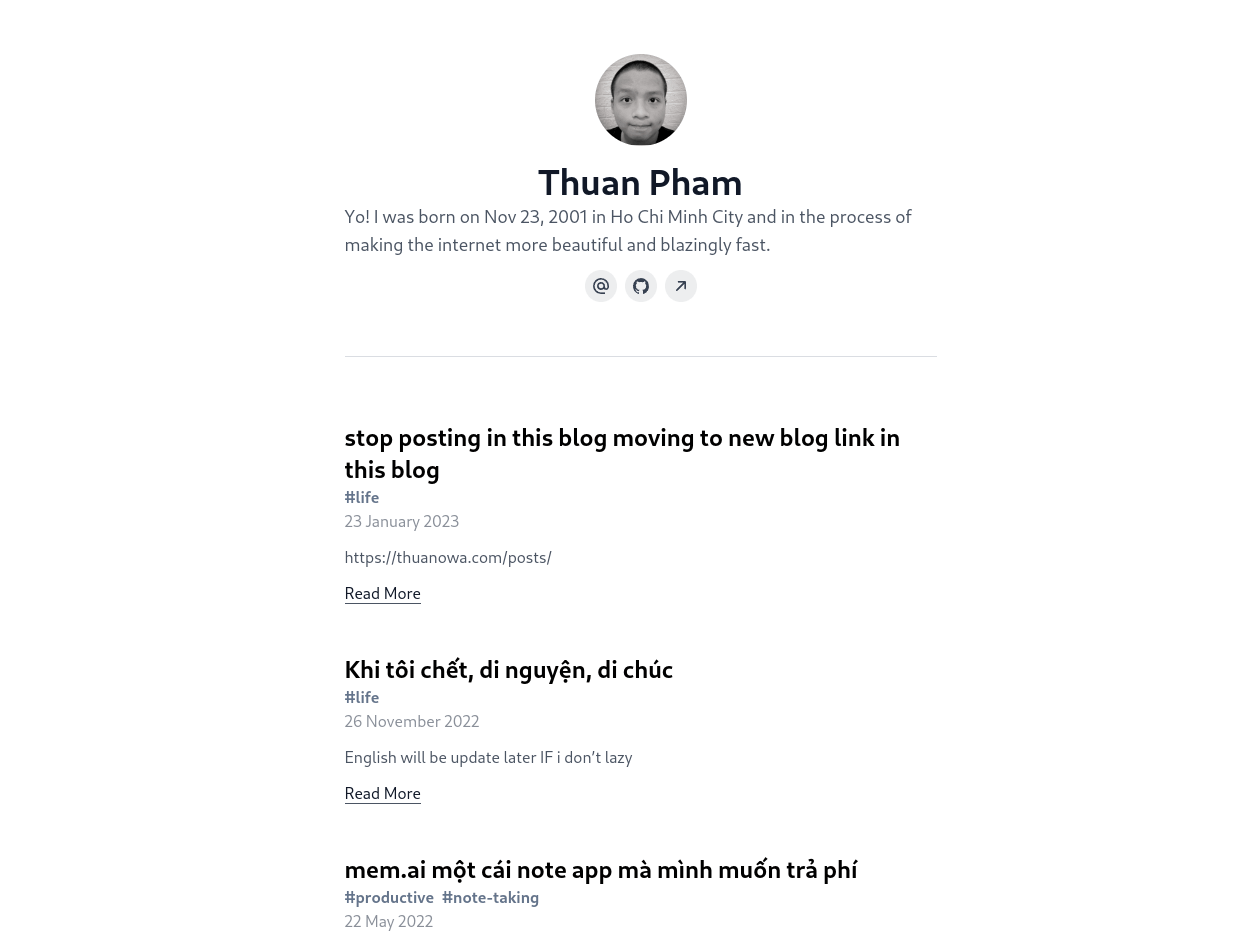 Thuan Pham
Yo! I was born on Nov 23, 2001 in Ho Chi Minh City and in the process of
making the internet more beautiful and blazingly fast.
stop posting in this blog moving to new blog link in
this blog
#life
23 January 2023
https://thuanowa.com/posts/
Read More
Khi tôi chết, di nguyện, di chúc
#life
26 November 2022
English will be update later IF i don’t lazy
Read More
mem.ai một cái note app mà mình muốn trả phí
#productive #note-taking
22 May 2022